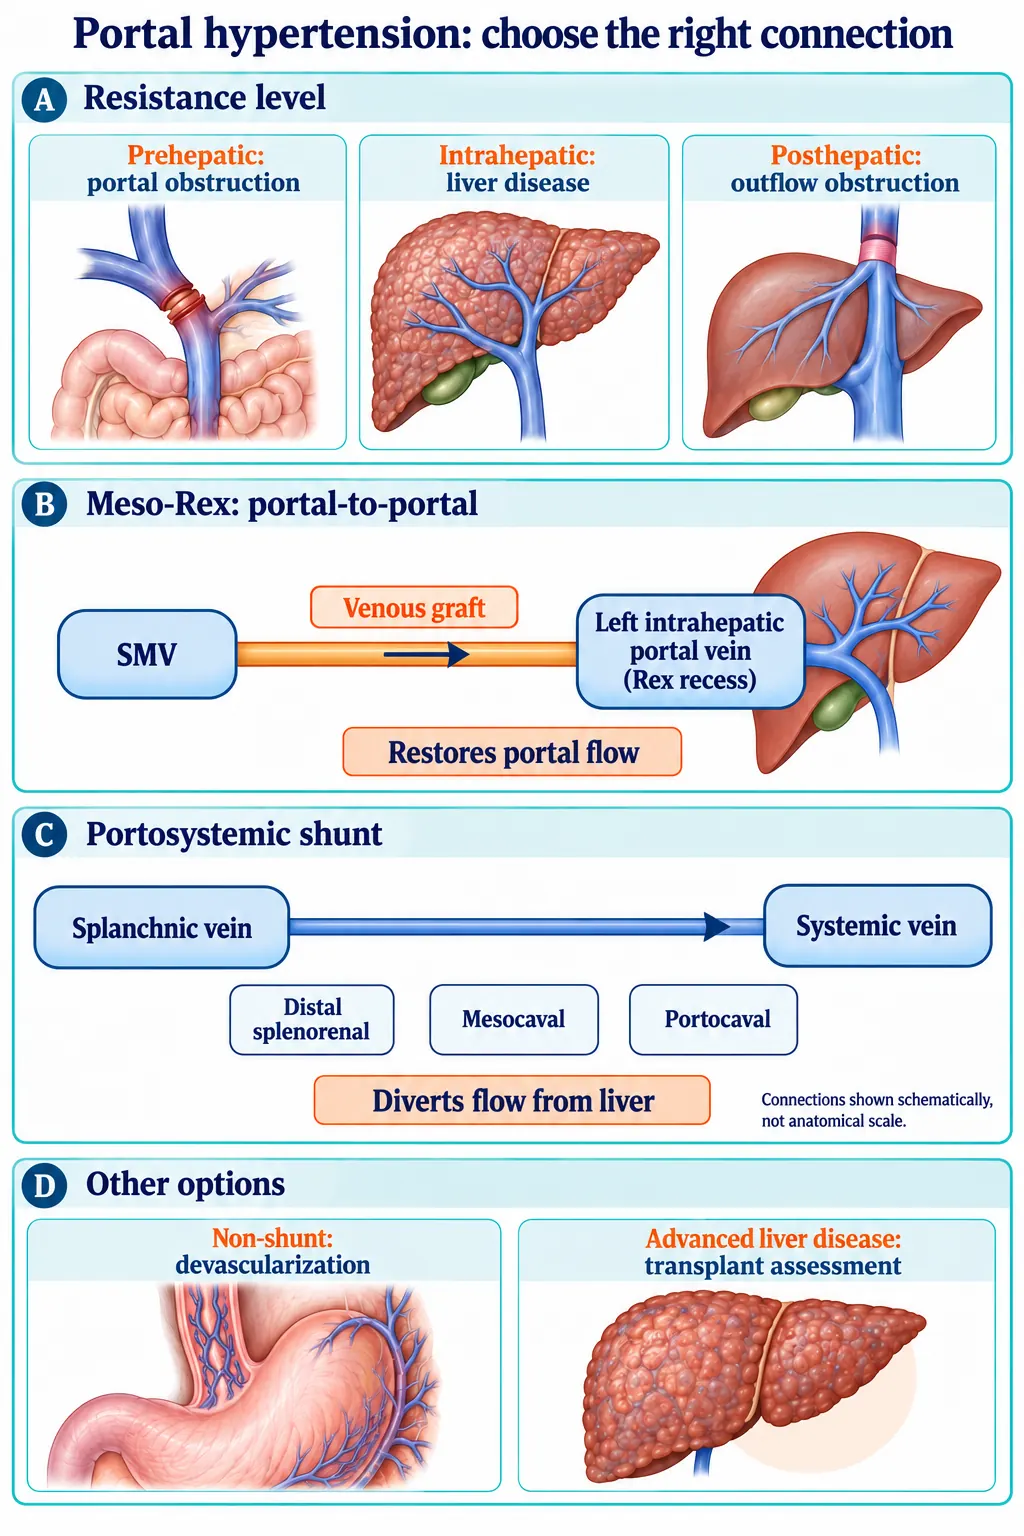 Portal hypertension: choose the right connection
A Resistance level
Prehepatic:
portal obstruction
Intrahepatic:
liver disease
Posthepatic:
outflow obstruction
B Meso-Rex: portal-to-portal
SMV
Venous graft
Left intrahepatic
portal vein
(Rex recess)
Restores portal flow
C Portosystemic shunt
Splanchnic vein
Systemic vein
Distal
splenorenal
Mesocaval
Portocaval
Diverts flow from liver
Connections shown schematically,
not anatomical scale.
D Other options
Non-shunt:
devascularization
Advanced liver disease:
transplant assessment